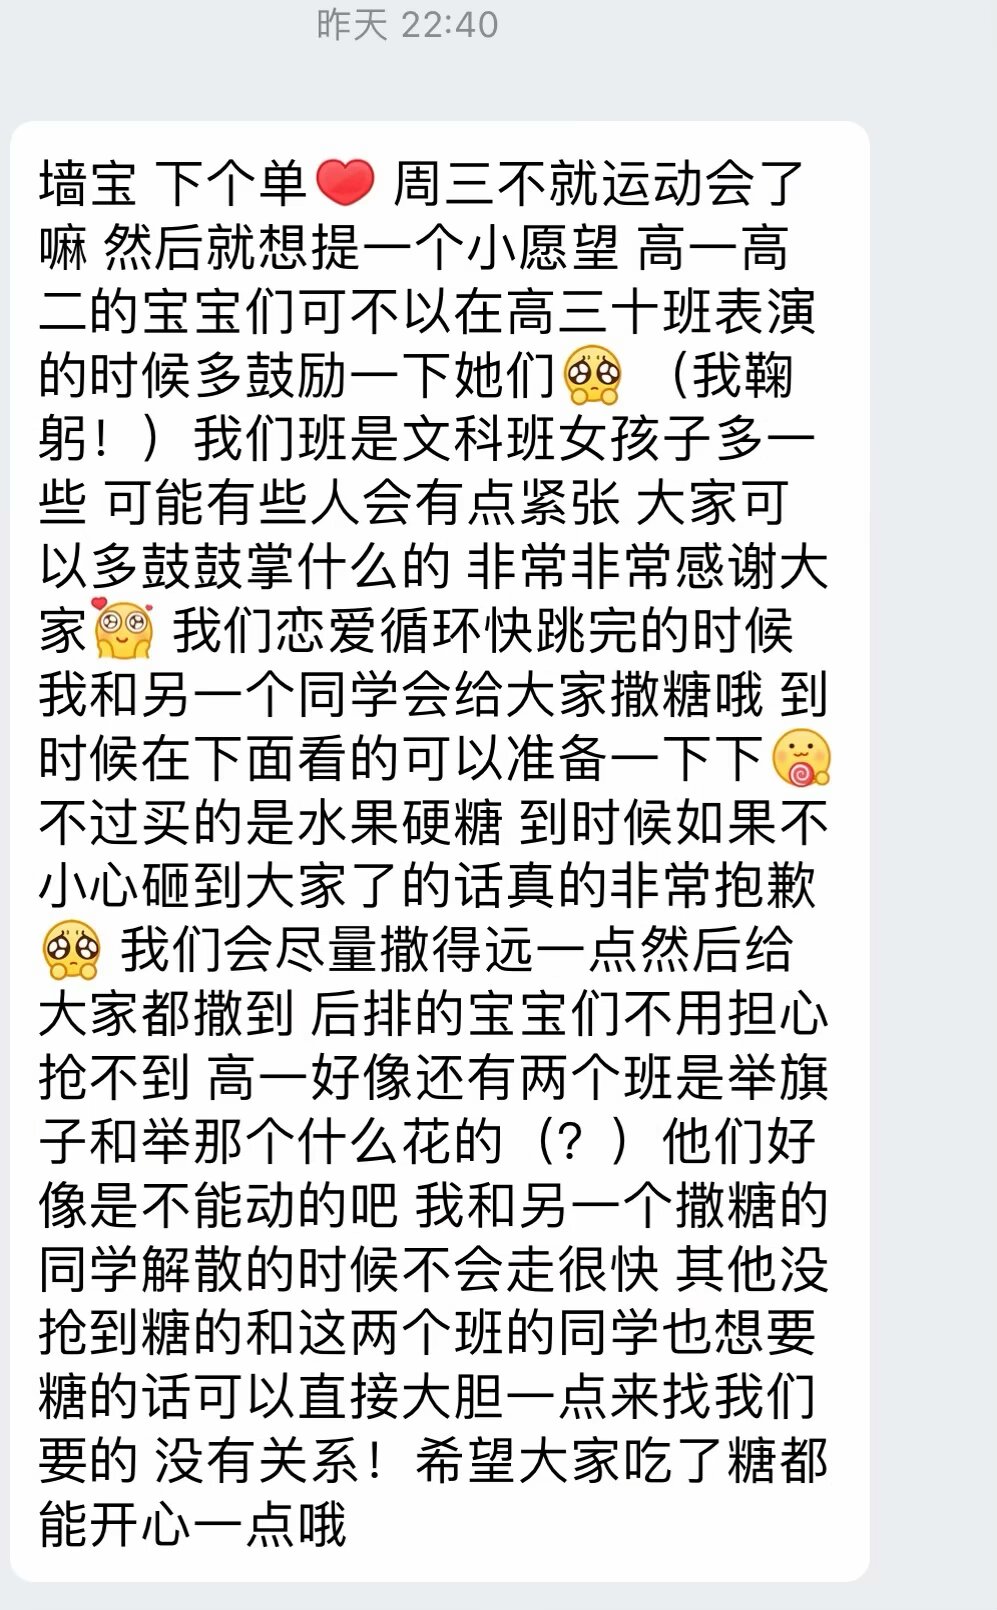 昨天 22:40
墙宝 下个单❤️ 周三不就运动会了
嘛 然后就想提一个小愿望 高一高
二的宝宝们可不以在高三十班表演
的时候多鼓励一下她们🥺 （我鞠
躬！）我们班是文科班女孩子多一
些 可能有些人会有点紧张 大家可
以多鼓鼓掌什么的 非常非常感谢大
家🥰 我们恋爱循环快跳完的时候
我和另一个同学会给大家撒糖哦 到
时候在下面看的可以准备一下下🍭
不过买的是水果硬糖 到时候如果不
小心砸到大家了的话真的非常抱歉
🥺 我们会尽量撒得远一点然后给
大家都撒到 后排的宝宝们不用担心
抢不到 高一好像还有两个班是举旗
子和举那个什么花的（？）他们好
像是不能动的吧 我和另一个撒糖的
同学解散的时候不会走很快 其他没
抢到糖的和这两个班的同学也想要
糖的话可以直接大胆一点来找我们
要的 没有关系！希望大家吃了糖都
能开心一点哦